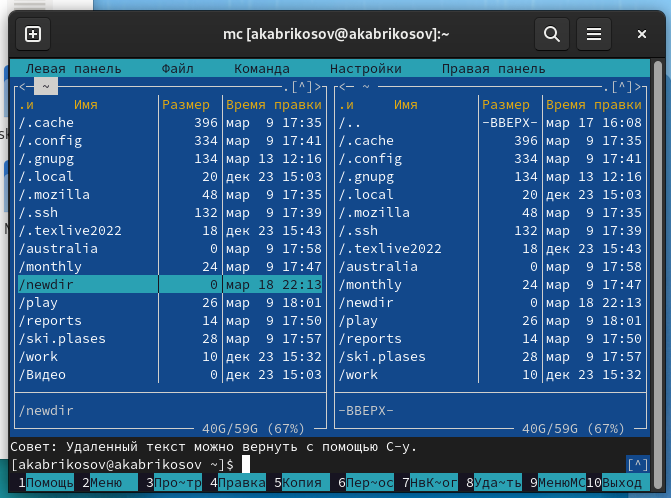 mc [akabrikosov@akabrikosov]:~
Левая панель Файл Команда Настройки Правая панель
<─ ~ .[^]> <─ ~ .[^]>
.и Имя Размер Время правки .и Имя Размер Время правки
/.cache 396 мар 9 17:35 /.. -ВВЕРХ- мар 17 16:08
/.config 334 мар 9 17:41 /.cache 396 мар 9 17:35
/.gnupg 134 мар 13 12:16 /.config 334 мар 9 17:41
/.local 20 дек 23 15:03 /.gnupg 134 мар 13 12:16
/.mozilla 48 мар 9 17:35 /.local 20 дек 23 15:03
/.ssh 132 мар 9 17:39 /.mozilla 48 мар 9 17:35
/.texlive2022 18 дек 23 15:43 /.ssh 132 мар 9 17:39
/australia 0 мар 9 17:58 /.texlive2022 18 дек 23 15:43
/monthly 24 мар 9 17:47 /australia 0 мар 9 17:58
/newdir 0 мар 18 22:13 /monthly 24 мар 9 17:47
/play 26 мар 9 18:01 /newdir 0 мар 18 22:13
/reports 14 мар 9 17:50 /play 26 мар 9 18:01
/ski.plases 28 мар 9 17:57 /reports 14 мар 9 17:50
/work 10 дек 23 15:32 /ski.plases 28 мар 9 17:57
/Видео 0 дек 23 15:03 /work 10 дек 23 15:32
/newdir -ВВЕРХ-
40G/59G (67%) 40G/59G (67%)
Совет: Удаленный текст можно вернуть с помощью C-y.
[akabrikosov@akabrikosov ~]$ [^]
1Помощь 2Меню 3Про~тр 4Правка 5Копия 6Пер~ос 7НвК~ог 8Уда~ть 9МенюMC 10Выход